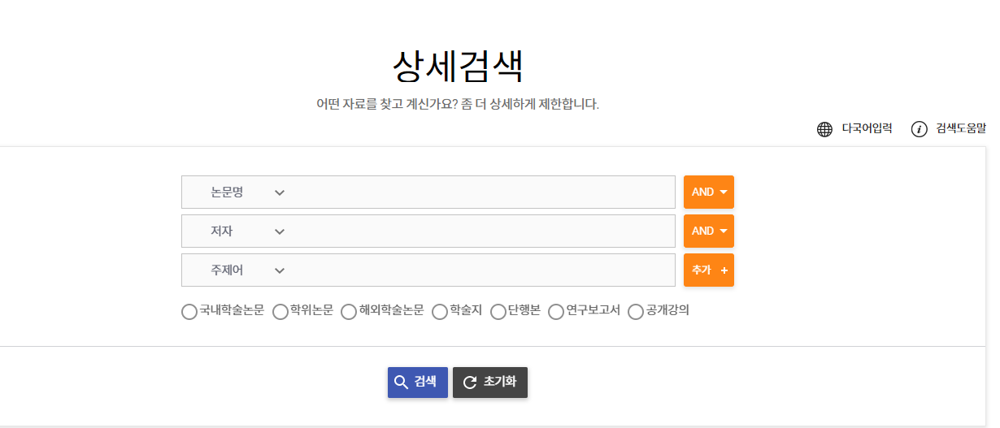 상세검색
어떤 자료를 찾고 계신가요? 좀 더 상세하게 제한합니다.
다국어입력 검색도움말
논문명 AND
저자 AND
주제어 추가 +
국내학술논문 학위논문 해외학술논문 학술지 단행본 연구보고서 공개강의
검색 초기화